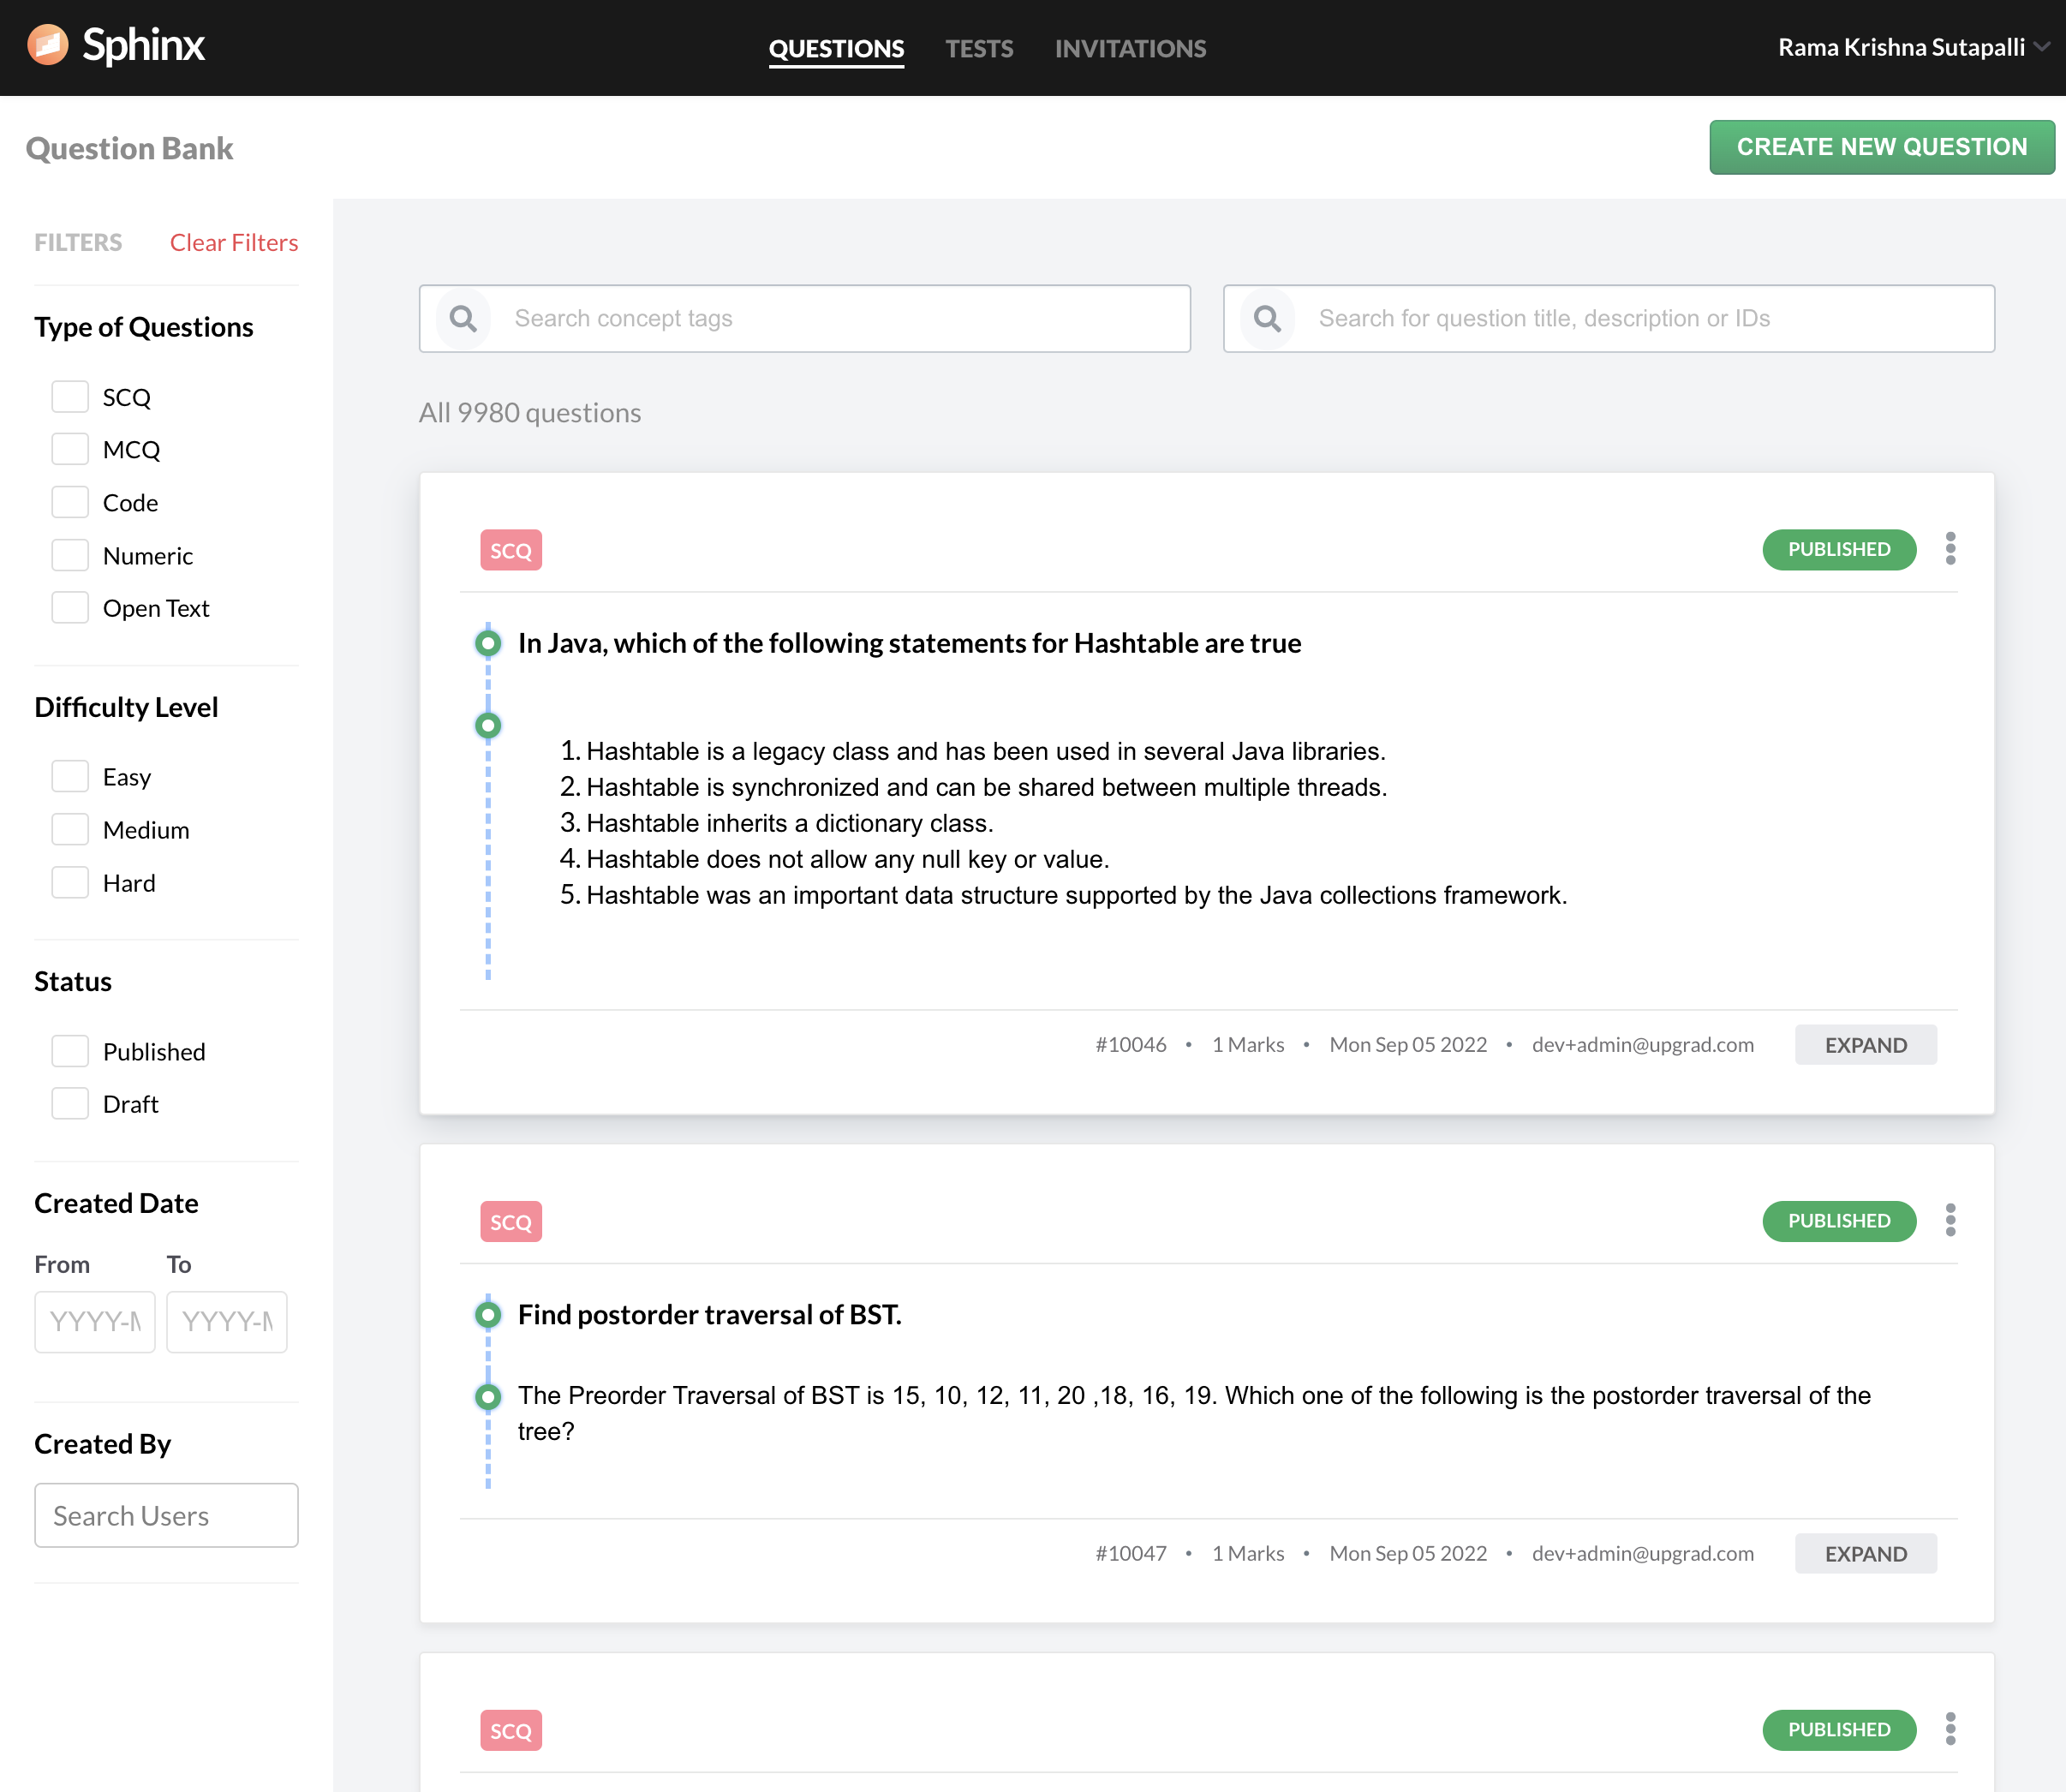 Sphinx
QUESTIONS TESTS INVITATIONS
Rama Krishna Sutapalli
Question Bank
CREATE NEW QUESTION
FILTERS Clear Filters
Type of Questions
SCQ
MCQ
Code
Numeric
Open Text
Difficulty Level
Easy
Medium
Hard
Status
Published
Draft
Created Date
From To
YYYY-M YYYY-M
Created By
Search Users
Search concept tags
Search for question title, description or IDs
All 9980 questions
SCQ PUBLISHED
In Java, which of the following statements for Hashtable are true
1. Hashtable is a legacy class and has been used in several Java libraries.
2. Hashtable is synchronized and can be shared between multiple threads.
3. Hashtable inherits a dictionary class.
4. Hashtable does not allow any null key or value.
5. Hashtable was an important data structure supported by the Java collections framework.
#10046 • 1 Marks • Mon Sep 05 2022 • dev+admin@upgrad.com EXPAND
SCQ PUBLISHED
Find postorder traversal of BST.
The Preorder Traversal of BST is 15, 10, 12, 11, 20 ,18, 16, 19. Which one of the following is the postorder traversal of the
tree?
#10047 • 1 Marks • Mon Sep 05 2022 • dev+admin@upgrad.com EXPAND
SCQ PUBLISHED